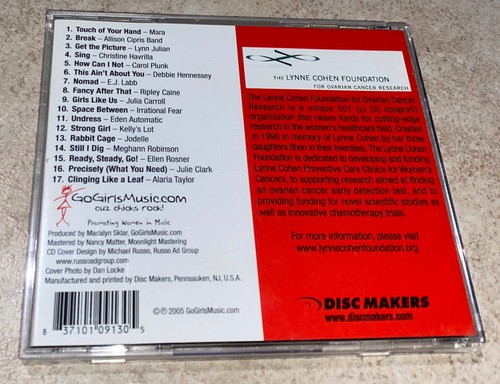 1. Touch of Your Hand – Mara
2. Break – Allison Cipris Band
3. Get the Picture – Lynn Julian
4. Sing – Christine Havrilla
5. How Can I Not – Carol Plunk
6. This Ain't About You – Debbie Hennessey
7. Nomad – E.J. Labb
8. Fancy After That – Ripley Caine
9. Girls Like Us – Julia Carroll
10. Space Between – Irrational Fear
11. Undress – Eden Automatic
12. Strong Girl – Kelly's Lot
13. Rabbit Cage – Jodelle
14. Still I Dig – Meghann Robinson
15. Ready, Steady, Go! – Ellen Rosner
16. Precisely (What You Need) – Julie Clark
17. Clinging Like a Leaf – Alaria Taylor
GoGirlsMusic.com
cuz chicks rock!
Promoting Women in Music
Produced by Madalyn Sklar, GoGirlsMusic.com
Mastered by Nancy Matter, Moonlight Mastering
CD Cover Design by Michael Russo, Russo Ad Group
www.russoadgroup.com
Cover Photo by Dan Locke
Manufactured and printed by Disc Makers, Pennsauken, NJ, U.S.A.
8 37101 09130 5
©℗ 2005 GoGirlsMusic.com
THE LYNNE COHEN FOUNDATION
FOR OVARIAN CANCER RESEARCH
The Lynne Cohen Foundation for Ovarian Cancer
Research is a unique 501 (c) (3) nonprofit
organization that raises funds for cutting-edge
research in the women's healthcare field. Created
in 1998 in memory of Lynne Cohen by her three
daughters (then in their twenties), The Lynne Cohen
Foundation is dedicated to developing and funding
Lynne Cohen Preventive Care Clinics for Women's
Cancers, to supporting research aimed at finding
an ovarian cancer early detection test, and to
providing funding for novel scientific studies as
well as innovative chemotherapy trials.
For more information, please visit
www.lynnecohenfoundation.org.
DISC MAKERS
www.discmakers.com